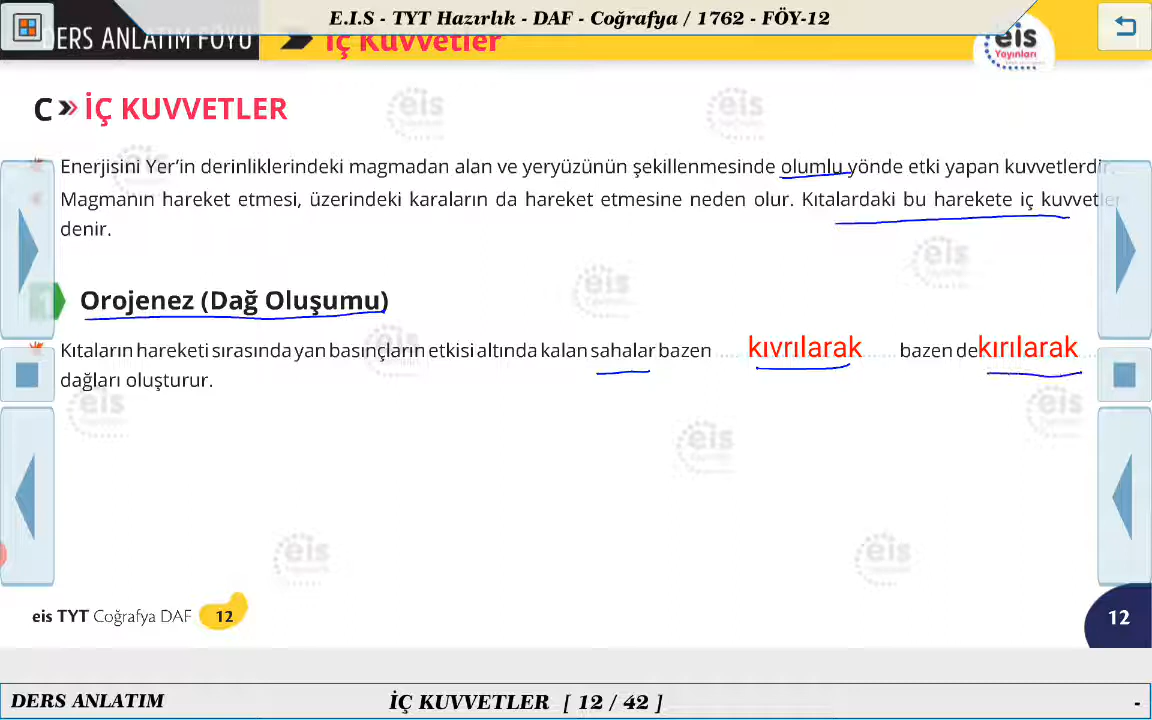 E.I.S - TYT Hazırlık - DAF - Coğrafya / 1762 - FÖY-12
DERS ANLATIM FÖYÜ
İç Kuvvetler
eis
Yayınları
C İÇ KUVVETLER
Enerjisini Yer’in derinliklerindeki magmadan alan ve yeryüzünün şekillenmesinde olumlu yönde etki yapan kuvvetlerdir.
Magmanın hareket etmesi, üzerindeki karaların da hareket etmesine neden olur. Kıtalardaki bu harekete iç kuvvetler
denir.
1 Orojenez (Dağ Oluşumu)
Kıtaların hareketi sırasında yan basınçların etkisi altında kalan sahalar bazen kıvrılarak bazen de kırılarak
dağları oluşturur.
eis TYT Coğrafya DAF 12
12
DERS ANLATIM İÇ KUVVETLER [ 12 / 42 ] -